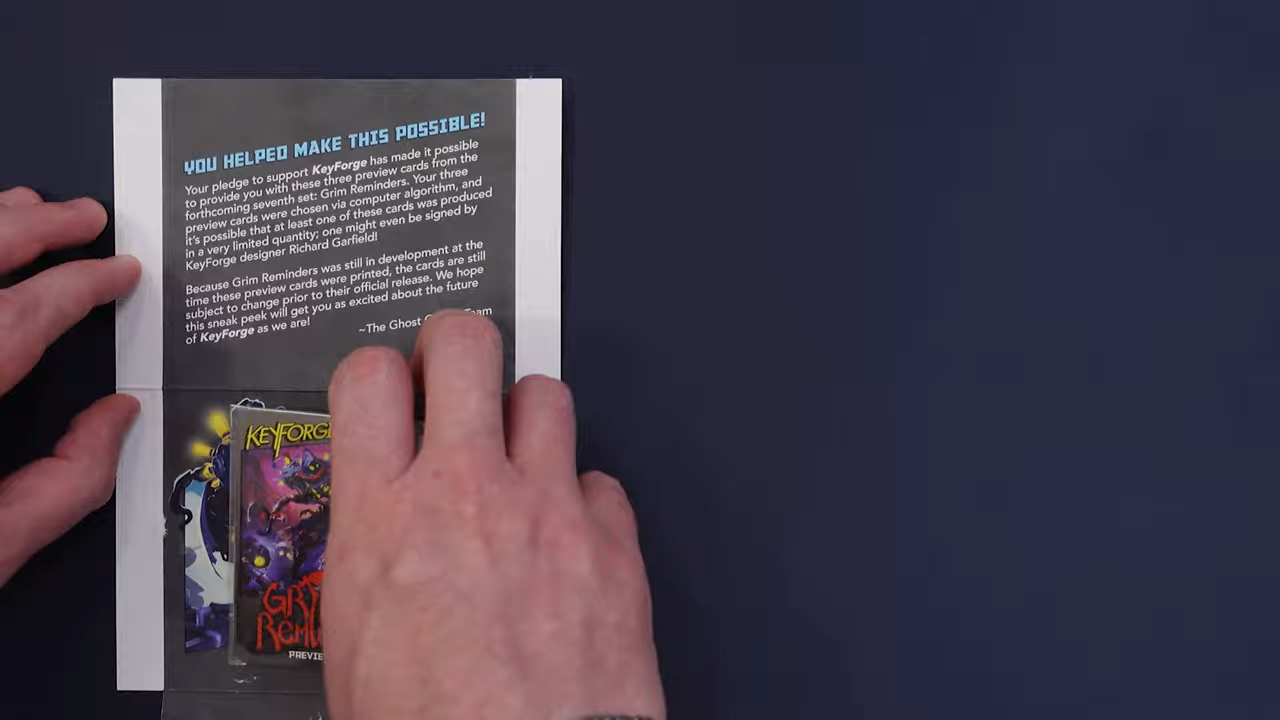 YOU HELPED MAKE THIS POSSIBLE!
Your pledge to support KeyForge has made it possible
to provide you with these three preview cards from the
forthcoming seventh set: Grim Reminders. Your three
preview cards were chosen via computer algorithm, and
it's possible that at least one of these cards was produced
in a very limited quantity; one might even be signed by
KeyForge designer Richard Garfield!
Because Grim Reminders was still in development at the
time these preview cards were printed, the cards are still
subject to change prior to their official release. We hope
this sneak peek will get you as excited about the future
of KeyForge as we are!
~The Ghost Team
KEYFORGE